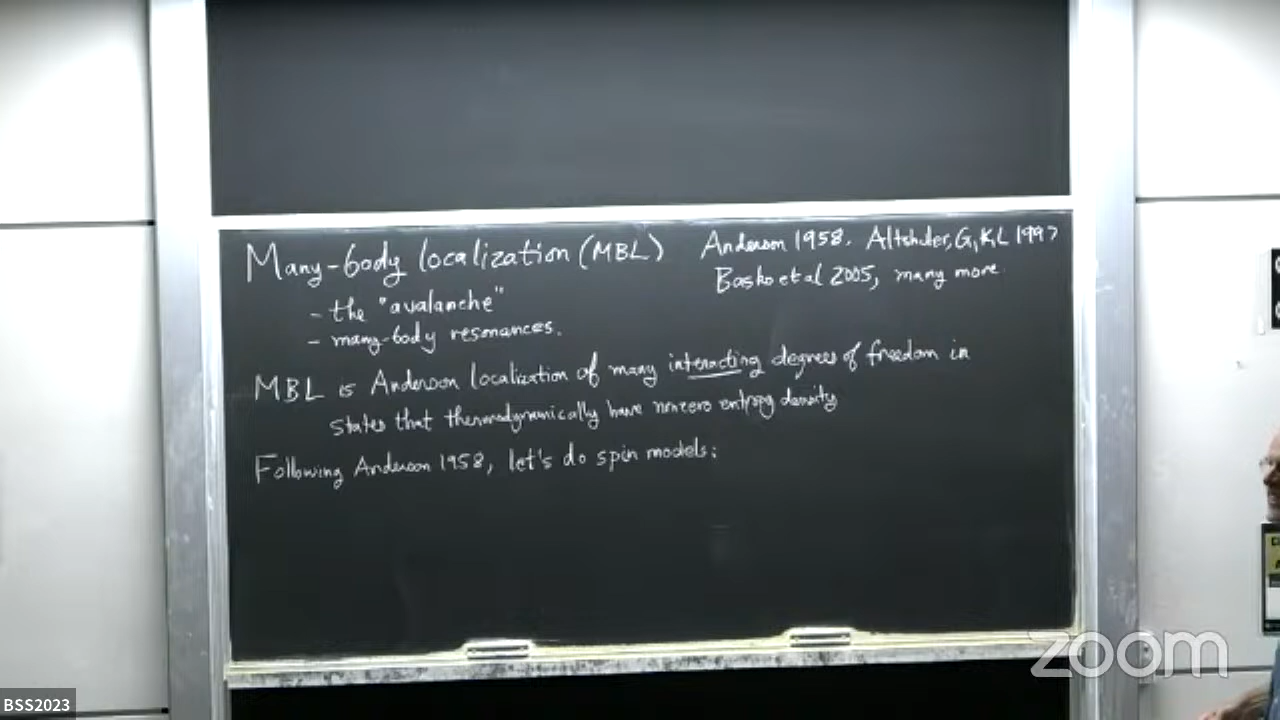 Many-body localization (MBL) Anderson 1958. Altshuler, G, K, L 1997
Basko et al 2005, many more
- the "avalanche"
- many-body resonances.
MBL is Anderson localization of many interacting degrees of freedom in
states that thermodynamically have nonzero entropy density
Following Anderson 1958, let's do spin models:
zoom
BSS2023